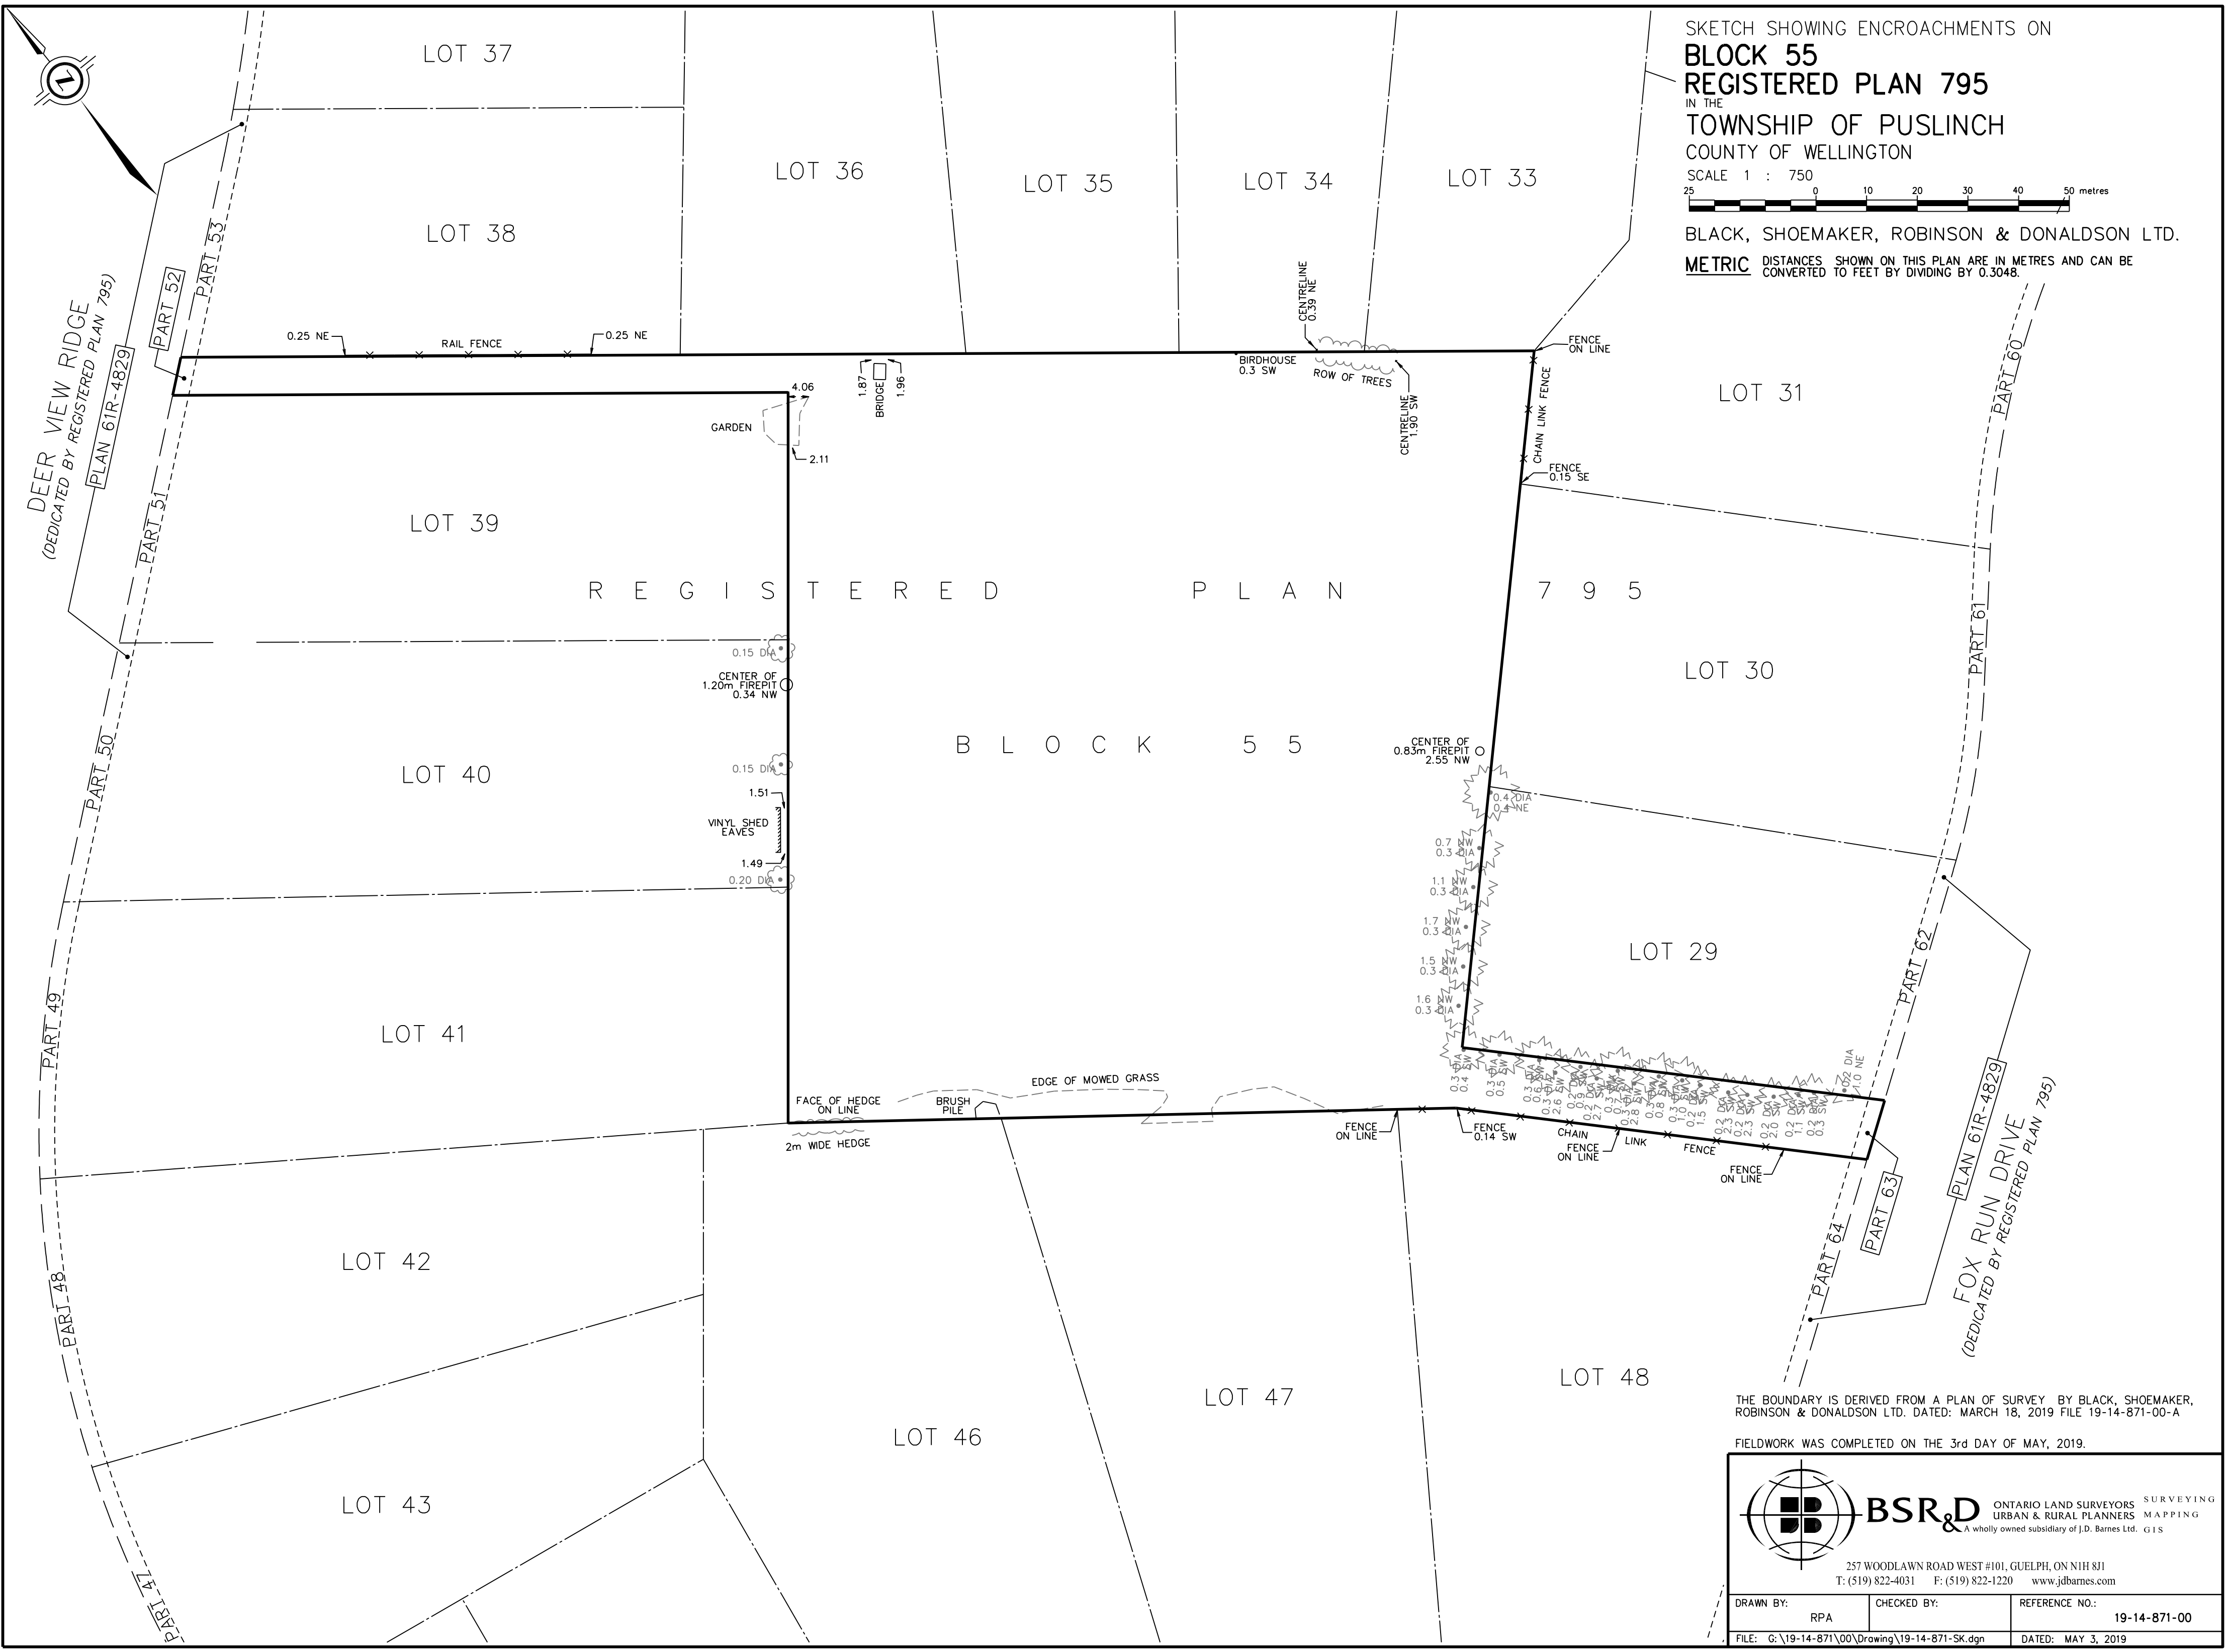 SKETCH SHOWING ENCROACHMENTS ON
BLOCK 55
REGISTERED PLAN 795
IN THE
TOWNSHIP OF PUSLINCH
COUNTY OF WELLINGTON
SCALE 1 : 750
25 0 10 20 30 40 50 metres
BLACK, SHOEMAKER, ROBINSON & DONALDSON LTD.
METRIC DISTANCES SHOWN ON THIS PLAN ARE IN METRES AND CAN BE
CONVERTED TO FEET BY DIVIDING BY 0.3048.
LOT 37
LOT 38
LOT 36
LOT 35
LOT 34
LOT 33
PART 53
PART 52
DEER VIEW RIDGE
(DEDICATED BY REGISTERED PLAN 795)
PLAN 61R-4829
PART 51
0.25 NE
RAIL FENCE
0.25 NE
CENTRELINE
0.39 NE
1.87
BRIDGE
1.96
BIRDHOUSE
0.3 SW
ROW OF TREES
CENTRELINE
1.90 SW
FENCE
ON LINE
CHAIN LINK FENCE
FENCE
0.15 SE
4.06
GARDEN
2.11
LOT 31
PART 60
LOT 39
REGISTERED PLAN 795
PART 61
0.15 DIA
CENTER OF
1.20m FIREPIT
0.34 NW
LOT 30
PART 50
LOT 40
BLOCK 55
CENTER OF
0.83m FIREPIT
2.55 NW
0.15 DIA
1.51
VINYL SHED
EAVES
1.49
0.20 DIA
0.4 DIA
0.4 NE
0.7 NW
0.3 DIA
1.1 NW
0.3 DIA
1.7 NW
0.3 DIA
1.5 NW
0.3 DIA
1.6 NW
0.3 DIA
LOT 29
PART 62
PART 49
LOT 41
0.3 DIA
0.4 SW
0.3 DIA
0.5 SW
0.2 DIA
1.0 NE
EDGE OF MOWED GRASS
FACE OF HEDGE
ON LINE
BRUSH
PILE
2m WIDE HEDGE
FENCE
ON LINE
FENCE
0.14 SW
CHAIN LINK FENCE
FENCE
ON LINE
FENCE
ON LINE
PART 63
PLAN 61R-4829
FOX RUN DRIVE
(DEDICATED BY REGISTERED PLAN 795)
PART 64
LOT 42
PART 48
LOT 43
PART 47
LOT 46
LOT 47
LOT 48
THE BOUNDARY IS DERIVED FROM A PLAN OF SURVEY BY BLACK, SHOEMAKER,
ROBINSON & DONALDSON LTD. DATED: MARCH 18, 2019 FILE 19-14-871-00-A
FIELDWORK WAS COMPLETED ON THE 3rd DAY OF MAY, 2019.
BSR&D
ONTARIO LAND SURVEYORS
URBAN & RURAL PLANNERS
A wholly owned subsidiary of J.D. Barnes Ltd.
SURVEYING
MAPPING
GIS
257 WOODLAWN ROAD WEST #101, GUELPH, ON N1H 8J1
T: (519) 822-4031 F: (519) 822-1220 www.jdbarnes.com
DRAWN BY:
RPA
CHECKED BY:
REFERENCE NO.:
19-14-871-00
FILE: G:\19-14-871\00\Drawing\19-14-871-SK.dgn
DATED: MAY 3, 2019